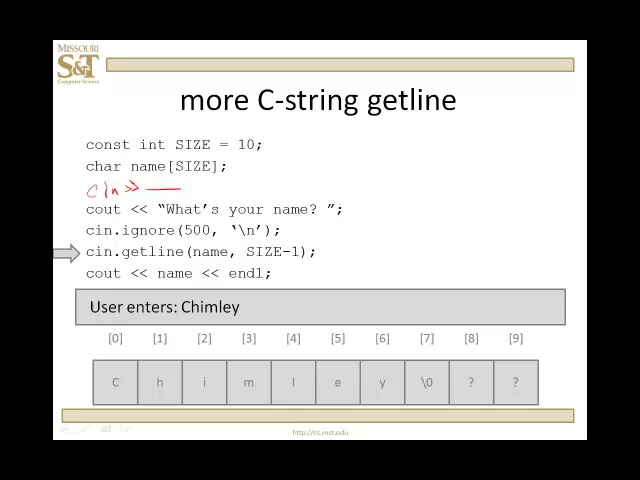 MISSOURI
S&T
Computer Science
more C-string getline
const int SIZE = 10;
char name[SIZE];
cin >> ___
cout << “What’s your name? ”;
cin.ignore(500, ‘\n’);
cin.getline(name, SIZE-1);
cout << name << endl;
User enters: Chimley
[0] [1] [2] [3] [4] [5] [6] [7] [8] [9]
C h i m l e y \0 ? ?
http://cs.mst.edu